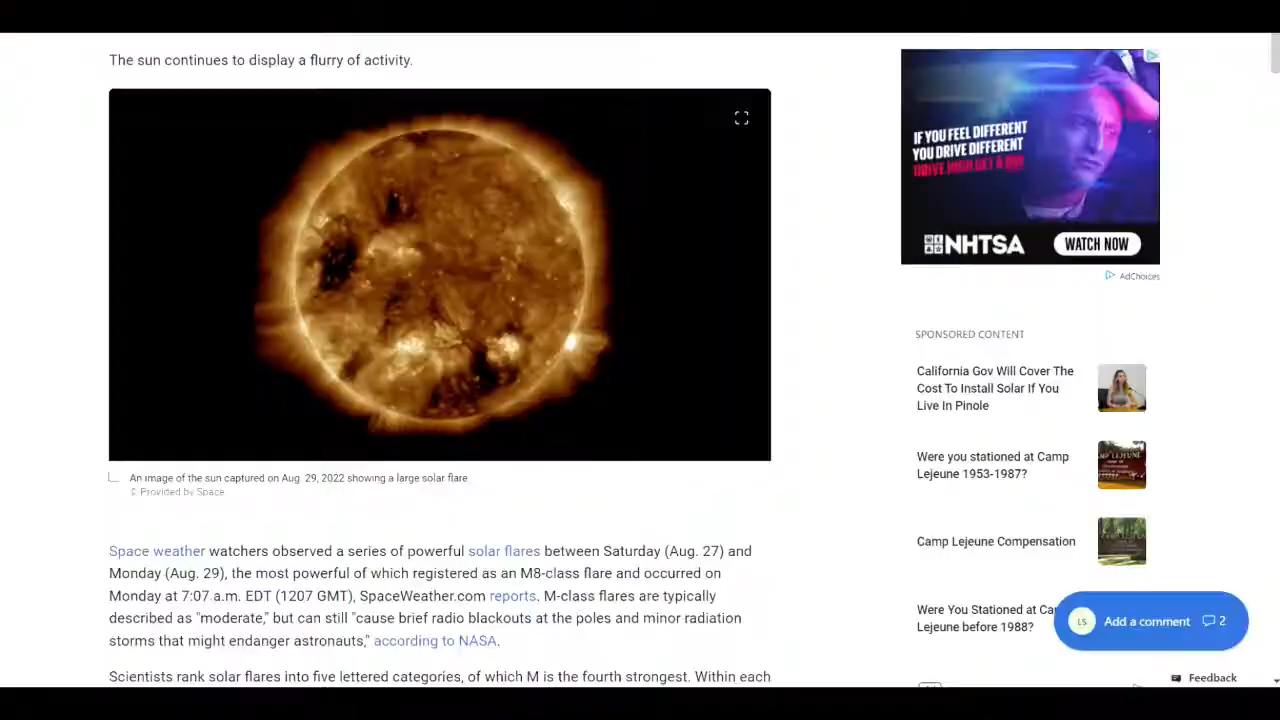 The sun continues to display a flurry of activity.
An image of the sun captured on Aug. 29, 2022 showing a large solar flare
© Provided by Space
Space weather watchers observed a series of powerful solar flares between Saturday (Aug. 27) and
Monday (Aug. 29), the most powerful of which registered as an M8-class flare and occurred on
Monday at 7:07 a.m. EDT (1207 GMT), SpaceWeather.com reports. M-class flares are typically
described as "moderate," but can still "cause brief radio blackouts at the poles and minor radiation
storms that might endanger astronauts," according to NASA.
Scientists rank solar flares into five lettered categories, of which M is the fourth strongest. Within each
IF YOU FEEL DIFFERENT
YOU DRIVE DIFFERENT
DRIVE HIGH GET A DUI
NHTSA
WATCH NOW
AdChoices
SPONSORED CONTENT
California Gov Will Cover The
Cost To Install Solar If You
Live In Pinole
Were you stationed at Camp
Lejeune 1953-1987?
Camp Lejeune Compensation
Were You Stationed at
Lejeune before 1988?
LS
Add a comment
2
Feedback